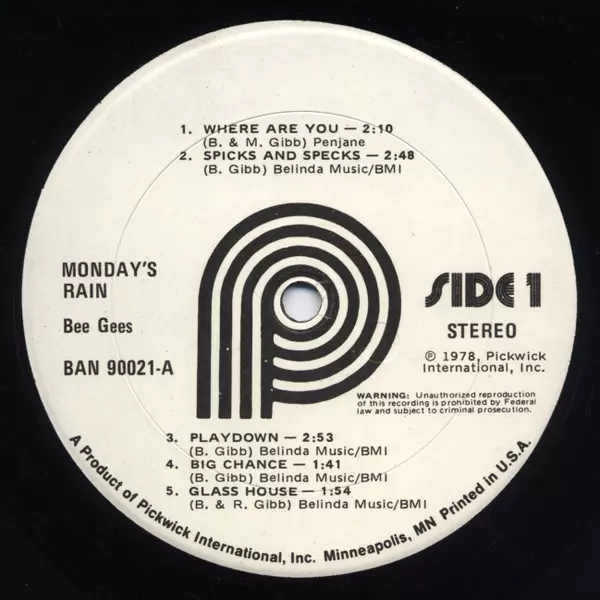 1. WHERE ARE YOU — 2:10
(B. & M. Gibb) Penjane
2. SPICKS AND SPECKS — 2:48
(B. Gibb) Belinda Music/BMI
MONDAY'S
RAIN
Bee Gees
BAN 90021-A
SIDE 1
STEREO
℗ 1978, Pickwick
International, Inc.
WARNING: Unauthorized reproduction
of this recording is prohibited by Federal
law and subject to criminal prosecution.
3. PLAYDOWN — 2:53
(B. Gibb) Belinda Music/BMI
4. BIG CHANCE — 1:41
(B. Gibb) Belinda Music/BMI
5. GLASS HOUSE — 1:54
(B. & R. Gibb) Belinda Music/BMI
A Product of Pickwick International, Inc. Minneapolis, MN Printed in U.S.A.